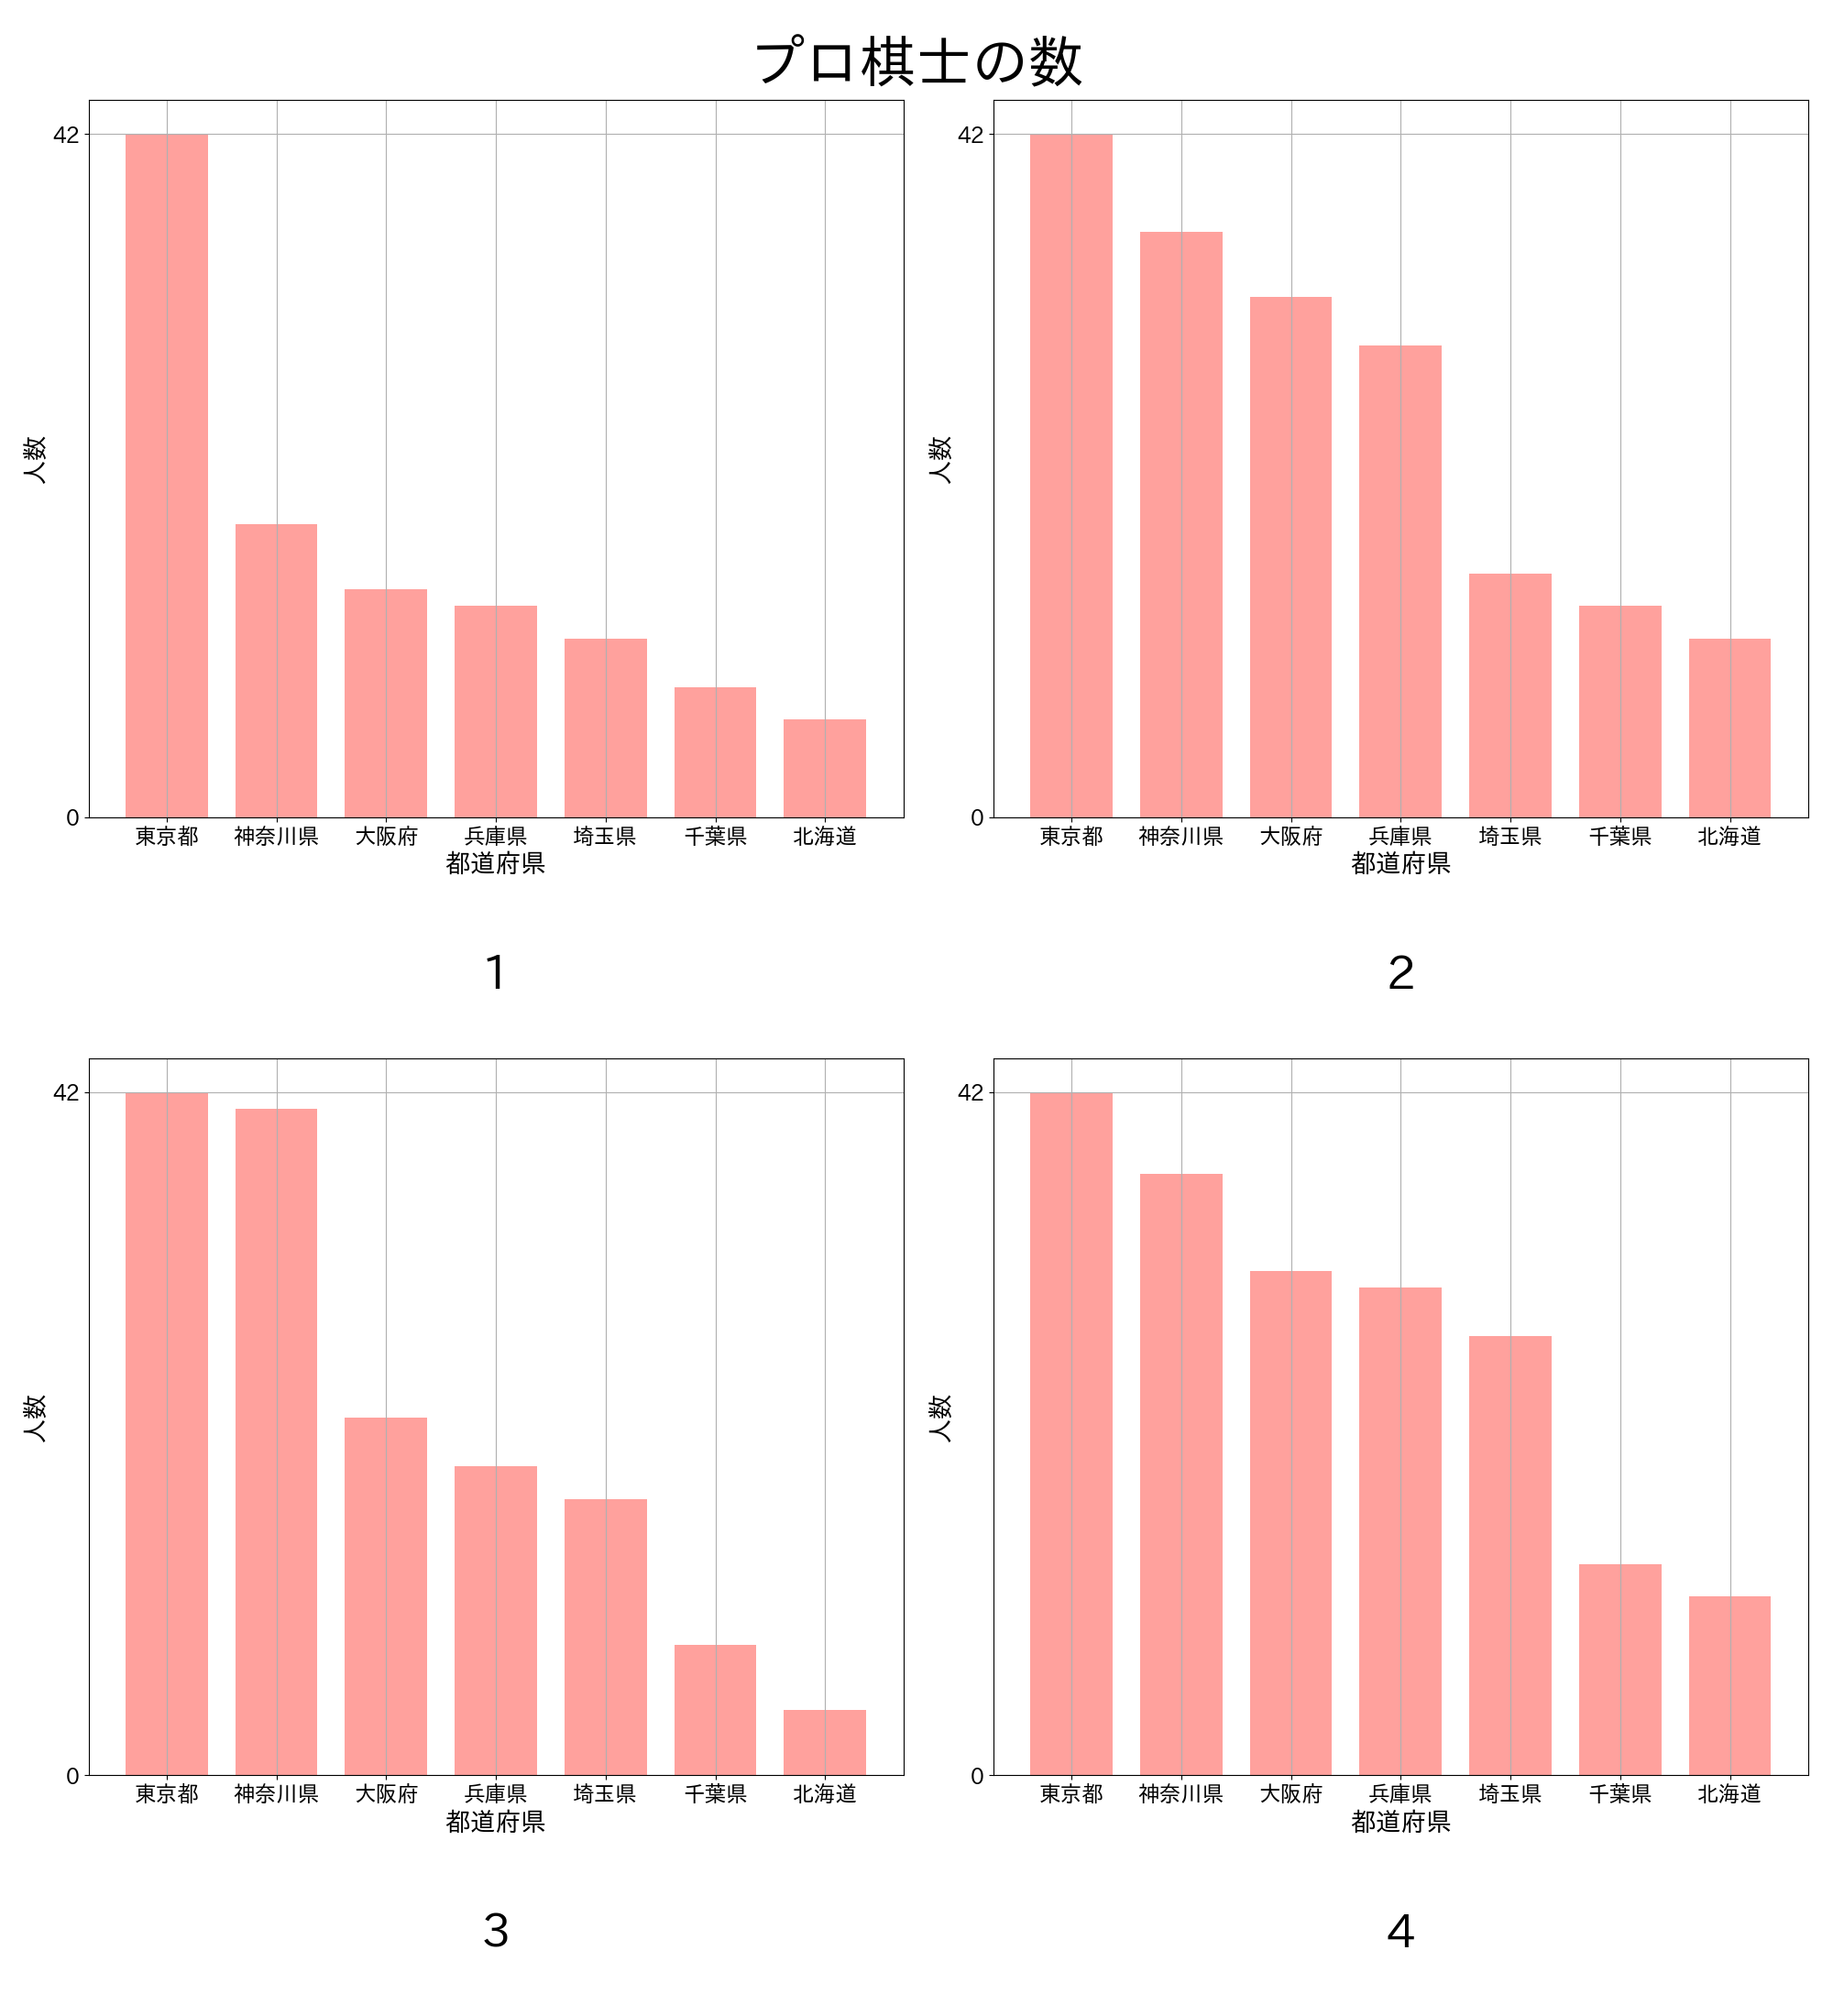 プロ棋士の数
42
0
人数
東京都 神奈川県 大阪府 兵庫県 埼玉県 千葉県 北海道
都道府県
1
42
0
人数
東京都 神奈川県 大阪府 兵庫県 埼玉県 千葉県 北海道
都道府県
2
42
0
人数
東京都 神奈川県 大阪府 兵庫県 埼玉県 千葉県 北海道
都道府県
3
42
0
人数
東京都 神奈川県 大阪府 兵庫県 埼玉県 千葉県 北海道
都道府県
4